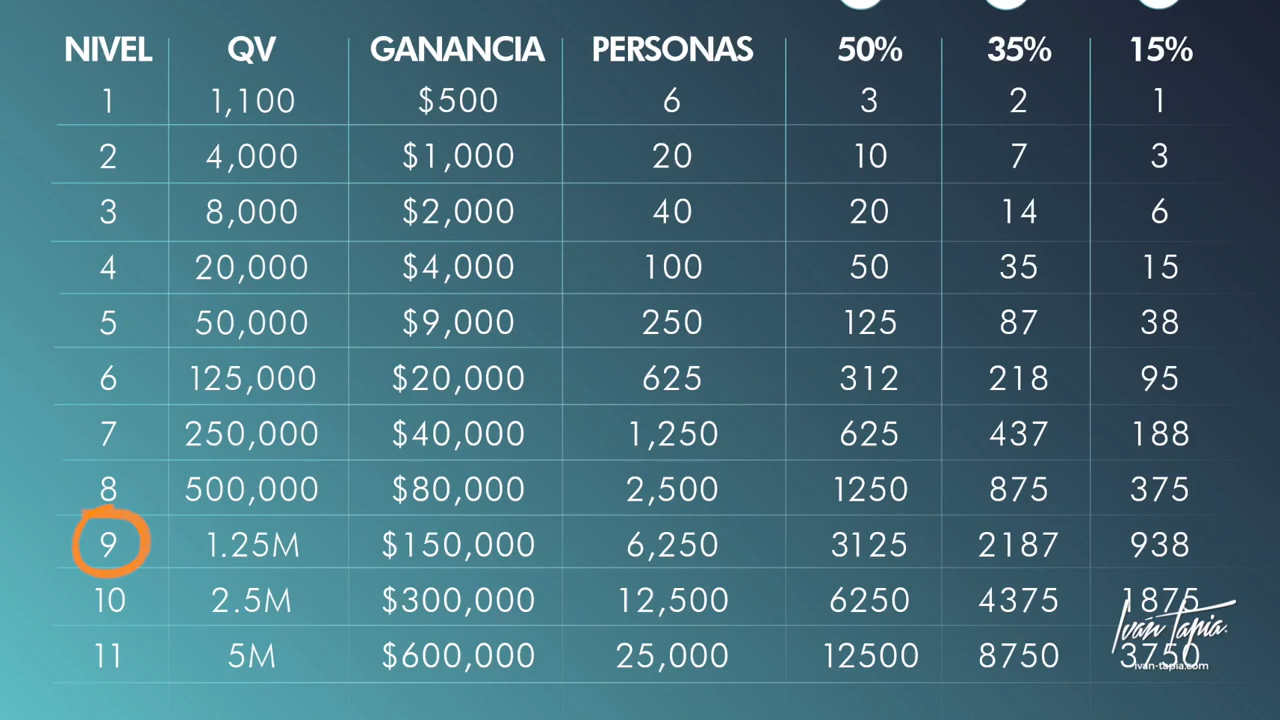 NIVEL QV GANANCIA PERSONAS 50% 35% 15%
1 1,100 $500 6 3 2 1
2 4,000 $1,000 20 10 7 3
3 8,000 $2,000 40 20 14 6
4 20,000 $4,000 100 50 35 15
5 50,000 $9,000 250 125 87 38
6 125,000 $20,000 625 312 218 95
7 250,000 $40,000 1,250 625 437 188
8 500,000 $80,000 2,500 1250 875 375
9 1.25M $150,000 6,250 3125 2187 938
10 2.5M $300,000 12,500 6250 4375 1875
Iván Tapia.
11 5M $600,000 25,000 12500 8750 3750
ivan-tapia.com